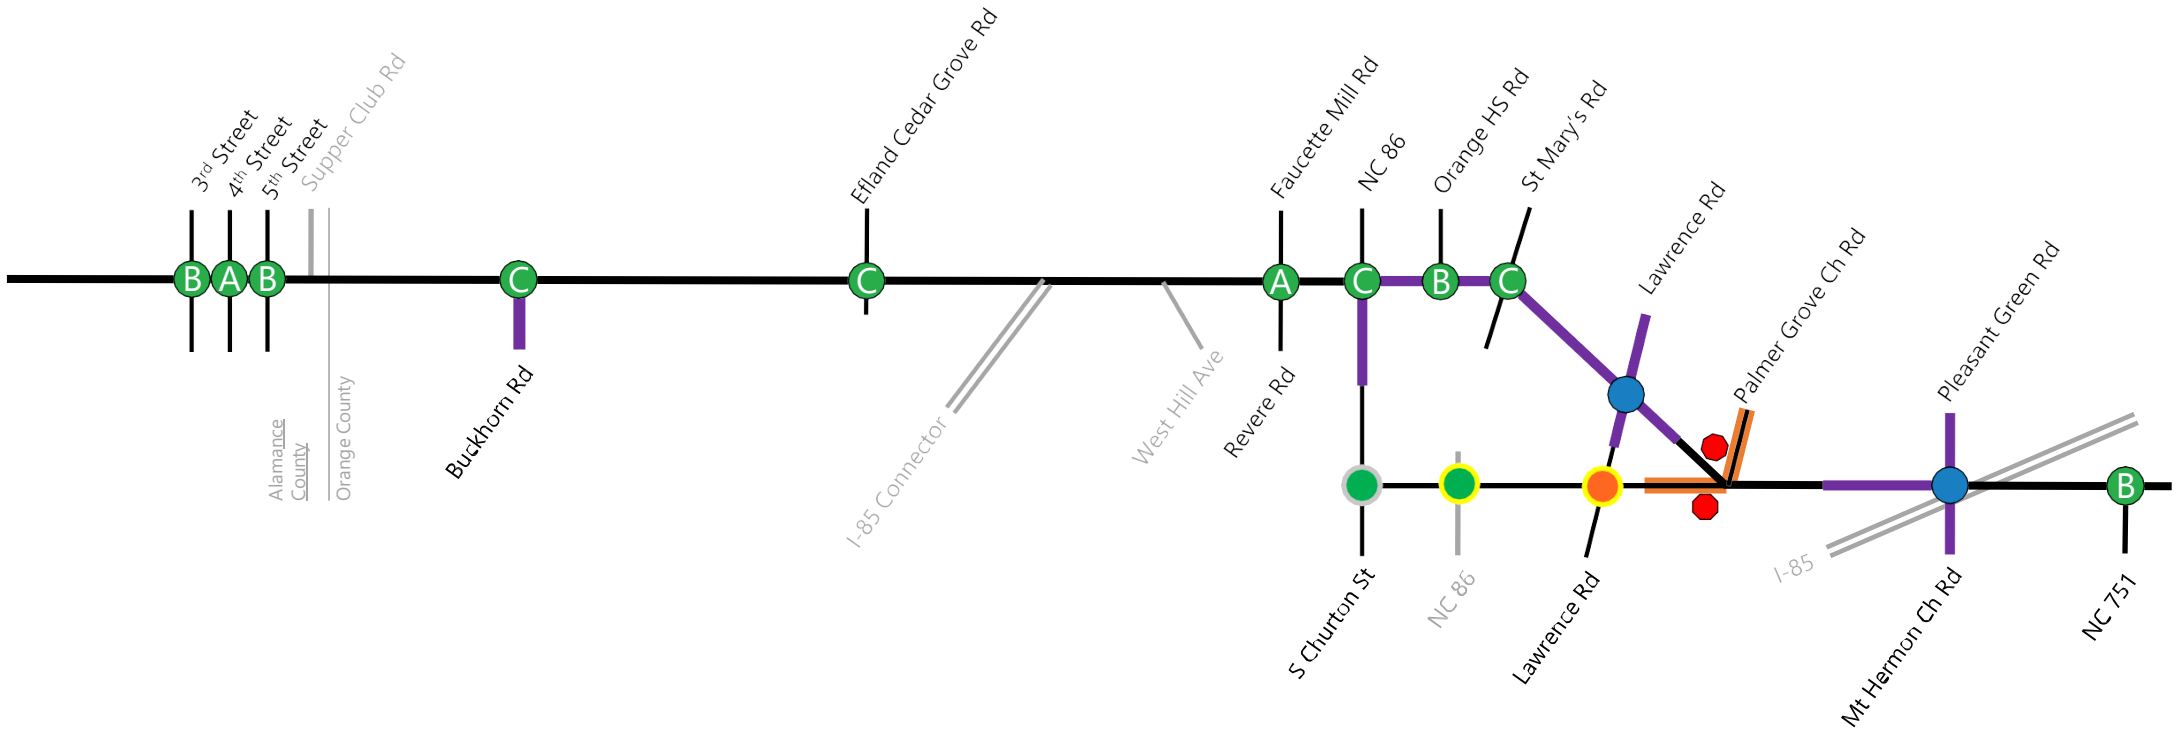 3rd Street
4th Street
5th Street
Supper Club Rd
Efland Cedar Grove Rd
Faucette Mill Rd
NC 86
Orange HS Rd
St Mary's Rd
Lawrence Rd
Palmer Grove Ch Rd
Pleasant Green Rd
B
A
B
C
C
A
C
B
C
B
Alamance
County
Orange County
Buckhorn Rd
I-85 Connector
West Hill Ave
Revere Rd
S Churton St
NC 86
Lawrence Rd
I-85
Mt Hermon Ch Rd
NC 751